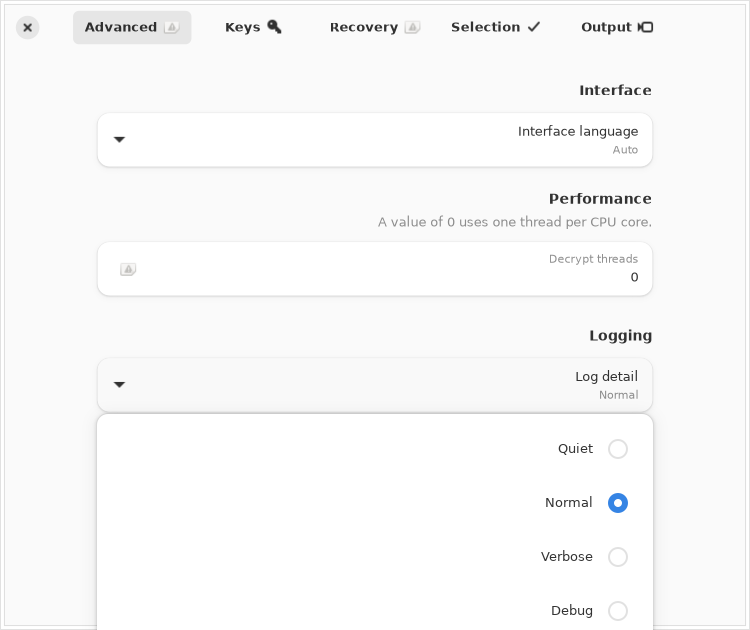 Advanced
Keys
Recovery
Selection
Output
Interface
Interface language
Auto
Performance
A value of 0 uses one thread per CPU core.
Decrypt threads
0
Logging
Log detail
Normal
Quiet
Normal
Verbose
Debug